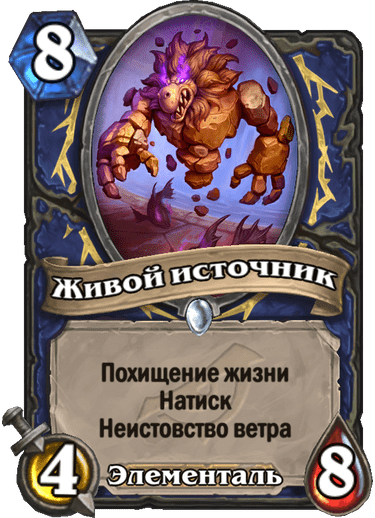 8
Живой источник
Похищение жизни
Натиск
Неистовство ветра
4
Элементаль
8